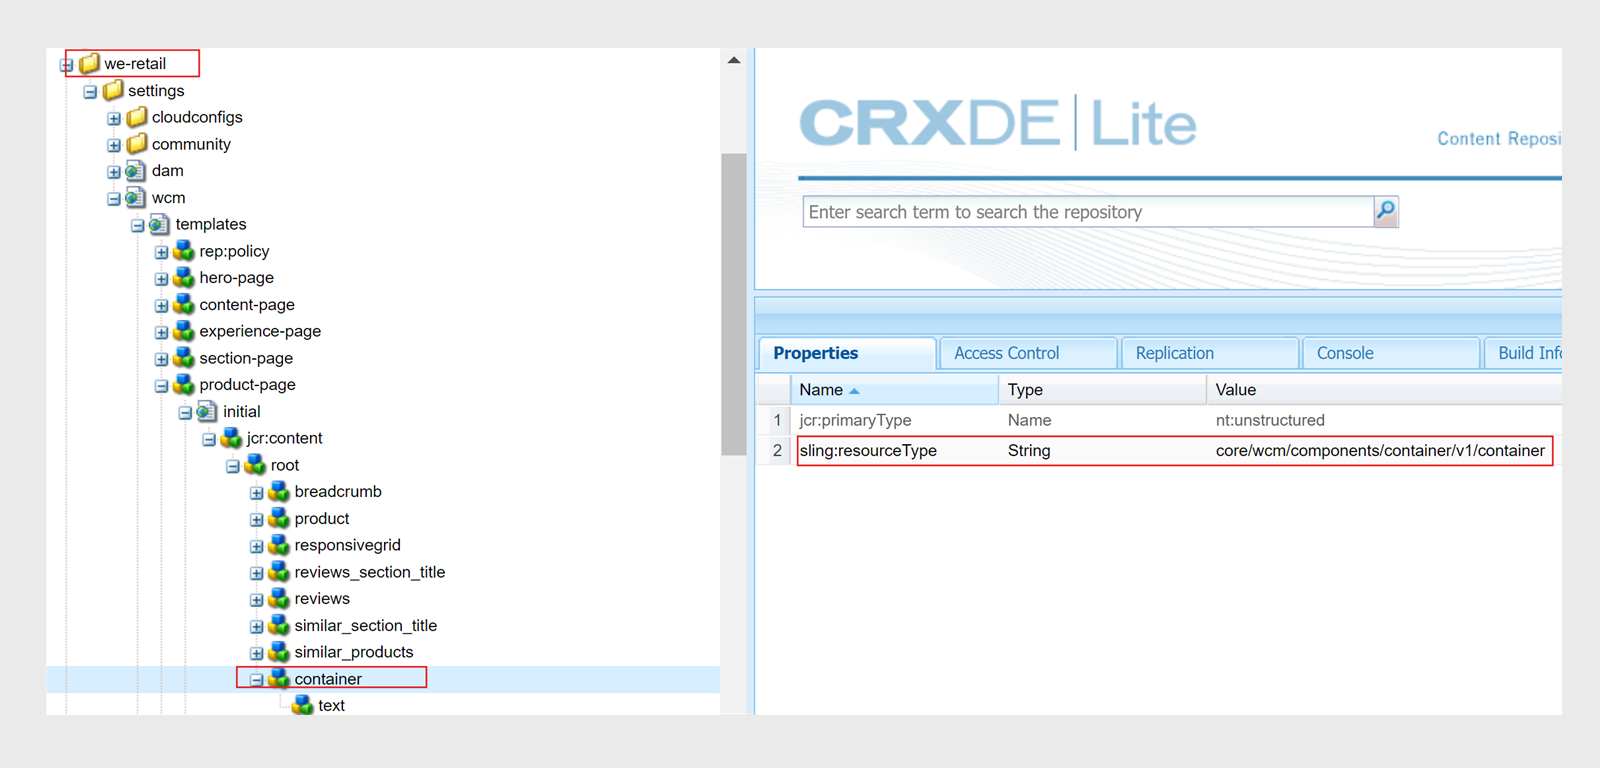 we-retail
settings
cloudconfigs
community
dam
wcm
templates
rep:policy
hero-page
content-page
experience-page
section-page
product-page
initial
jcr:content
root
breadcrumb
product
responsivegrid
reviews_section_title
reviews
similar_section_title
similar_products
container
text
CRXDE | Lite
Content Reposi
Enter search term to search the repository
Properties Access Control Replication Console Build Info
Name Type Value
1 jcr:primaryType Name nt:unstructured
2 sling:resourceType String core/wcm/components/container/v1/container